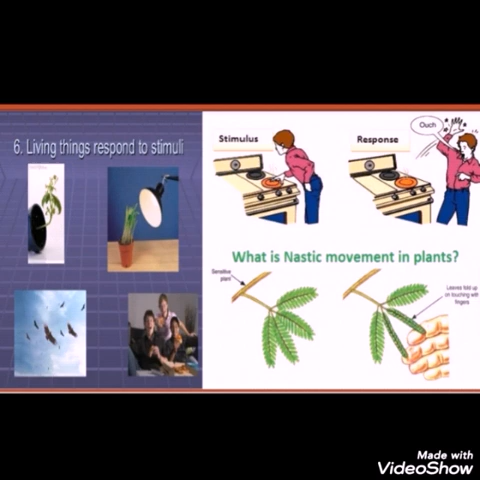 6. Living things respond to stimuli
Stimulus
Response
Ouch
What is Nastic movement in plants?
Sensitive
plant
Leaves fold up
on touching with
fingers
Made with
VideoShow